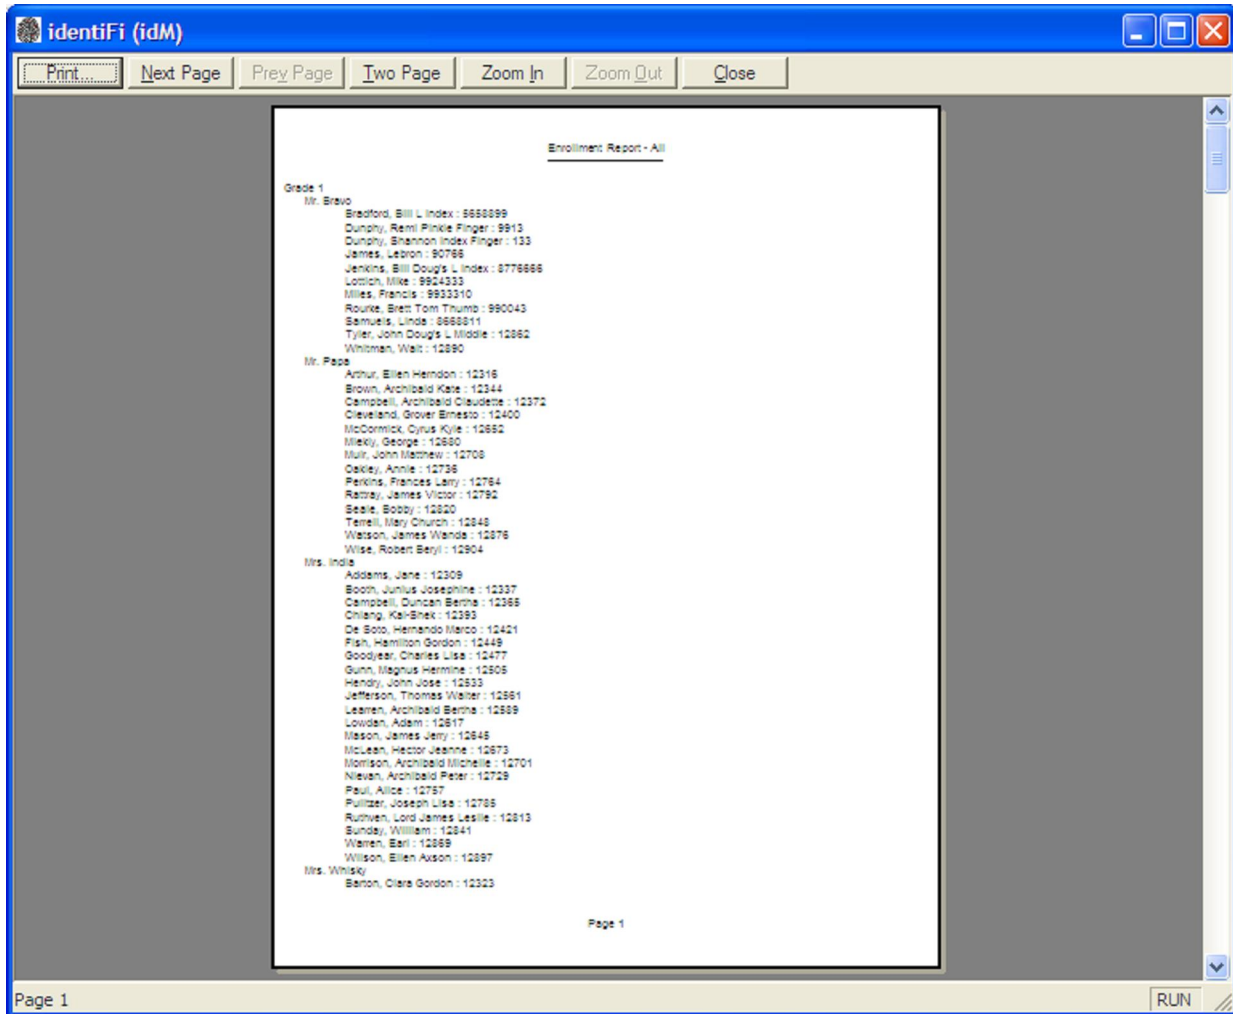 identiFi (idM)
Print... Next Page Prev Page Two Page Zoom In Zoom Out Close
Enrollment Report - All
Grade 1
Mr. Bravo
Bradford, Bill L Index : 5658899
Dunphy, Remi Pinkie Finger : 9913
Dunphy, Shannon Index Finger : 133
James, Lebron : 90766
Jenkins, Bill Doug's L Index : 8776666
Lottich, Mike : 9924333
Miles, Francis : 9933310
Rourke, Brett Tom Thumb : 990043
Samuels, Linda : 8668811
Tyler, John Doug's L Middle : 12862
Whitman, Walt : 12890
Mr. Papa
Arthur, Ellen Herndon : 12316
Brown, Archibald Kate : 12344
Campbell, Archibald Claudette : 12372
Cleveland, Grover Ernesto : 12400
McCormick, Cyrus Kyle : 12652
Miekly, George : 12680
Muir, John Matthew : 12708
Oakley, Annie : 12736
Perkins, Frances Larry : 12764
Rattray, James Victor : 12792
Seale, Bobby : 12820
Terrell, Mary Church : 12848
Watson, James Wanda : 12876
Wise, Robert Beryl : 12904
Mrs. India
Addams, Jane : 12309
Booth, Junius Josephine : 12337
Campbell, Duncan Bertha : 12365
Chiang, Kai-Shek : 12393
De Soto, Hernando Marco : 12421
Fish, Hamilton Gordon : 12449
Goodyear, Charles Lisa : 12477
Gunn, Magnus Hermine : 12505
Hendry, John Jose : 12533
Jefferson, Thomas Walter : 12561
Learren, Archibald Bertha : 12589
Lowdan, Adam : 12617
Mason, James Jerry : 12645
McLean, Hector Jeanne : 12673
Morrison, Archibald Michelle : 12701
Nievan, Archibald Peter : 12729
Paul, Alice : 12757
Pulitzer, Joseph Lisa : 12785
Ruthven, Lord James Leslie : 12813
Sunday, William : 12841
Warren, Earl : 12869
Wilson, Ellen Axson : 12897
Mrs. Whisky
Barton, Clara Gordon : 12323
Page 1
Page 1 RUN